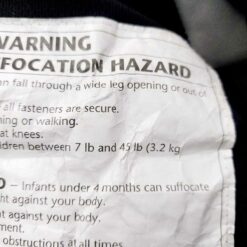 WARNING
FOCATION HAZARD
n fall through a wide leg opening or out of
all fasteners are secure.
ning or walking.
at knees.
ldren between 7 lb and 45 lb (3.2 kg
D – Infants under 4 months can suffocate
ht against your body.
t against your body.
ment.
obstructions at all times.